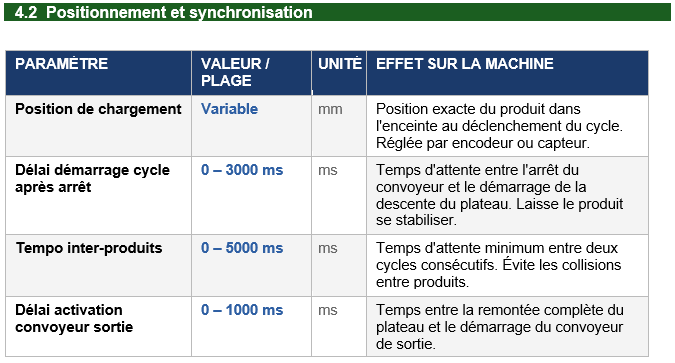 4.2 Positionnement et synchronisation
PARAMÈTRE
VALEUR /
PLAGE
UNITÉ
EFFET SUR LA MACHINE
Position de chargement
Variable
mm
Position exacte du produit dans
l'enceinte au déclenchement du cycle.
Réglée par encodeur ou capteur.
Délai démarrage cycle
après arrêt
0 – 3000 ms
ms
Temps d'attente entre l'arrêt du
convoyeur et le démarrage de la
descente du plateau. Laisse le produit
se stabiliser.
Tempo inter-produits
0 – 5000 ms
ms
Temps d'attente minimum entre deux
cycles consécutifs. Évite les collisions
entre produits.
Délai activation
convoyeur sortie
0 – 1000 ms
ms
Temps entre la remontée complète du
plateau et le démarrage du convoyeur
de sortie.